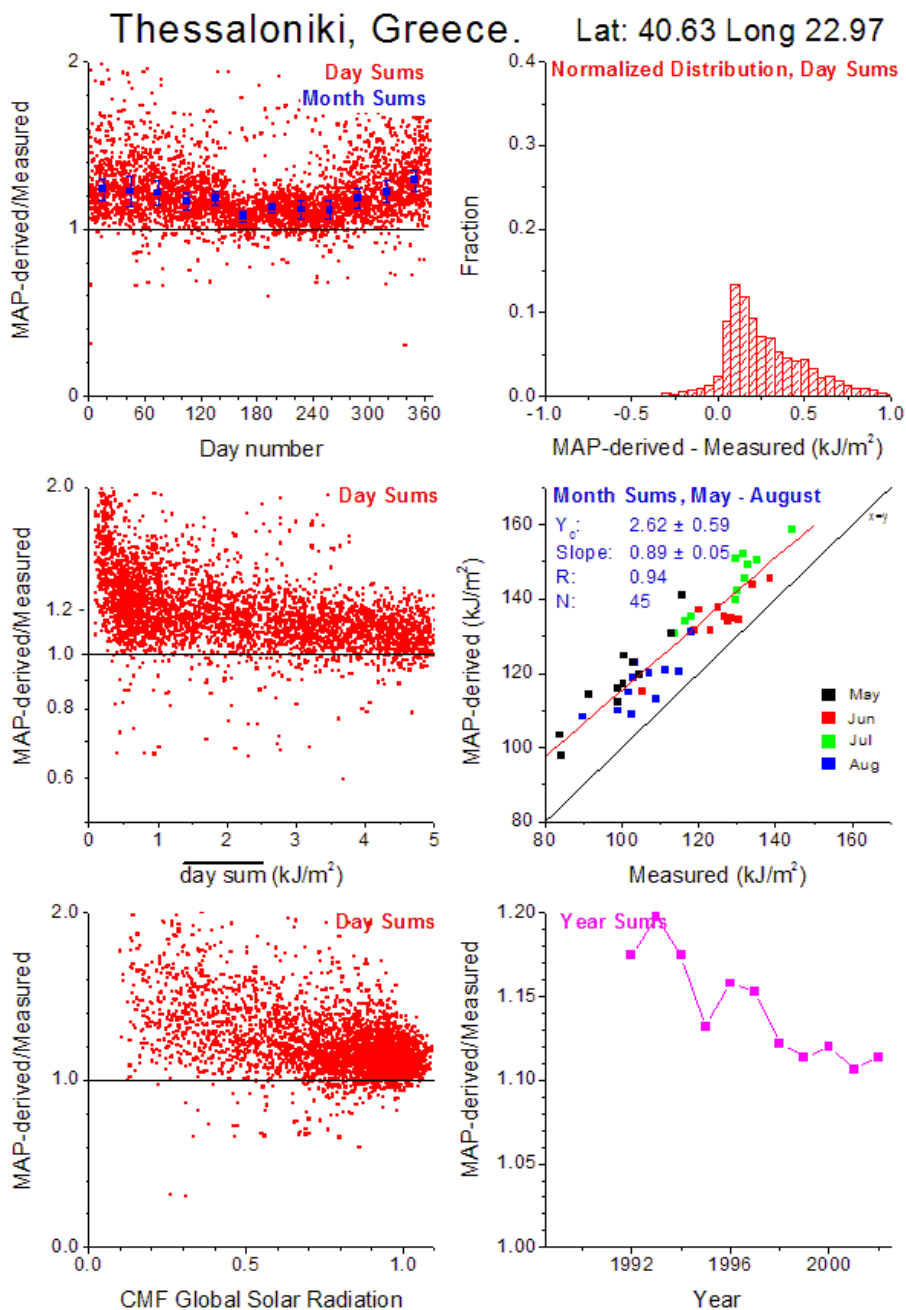 Thessaloniki, Greece. Lat: 40.63 Long 22.97
MAP-derived/Measured
2
1
0
Day Sums
Month Sums
0 60 120 180 240 300 360
Day number
Fraction
0.4
0.3
0.2
0.1
0.0
Normalized Distribution, Day Sums
-1.0 -0.5 0.0 0.5 1.0
MAP-derived - Measured (kJ/m²)
MAP-derived/Measured
2.0
1.2
1.0
0.8
0.6
Day Sums
0 1 2 3 4 5
day sum (kJ/m²)
MAP-derived (kJ/m²)
160
140
120
100
80
Month Sums, May - August
Y₀: 2.62 ± 0.59
Slope: 0.89 ± 0.05
R: 0.94
N: 45
x=y
May
Jun
Jul
Aug
80 100 120 140 160
Measured (kJ/m²)
MAP-derived/Measured
2.0
1.0
0.0
Day Sums
0.0 0.5 1.0
CMF Global Solar Radiation
MAP-derived/Measured
1.20
1.15
1.10
1.05
1.00
Year Sums
1992 1996 2000
Year